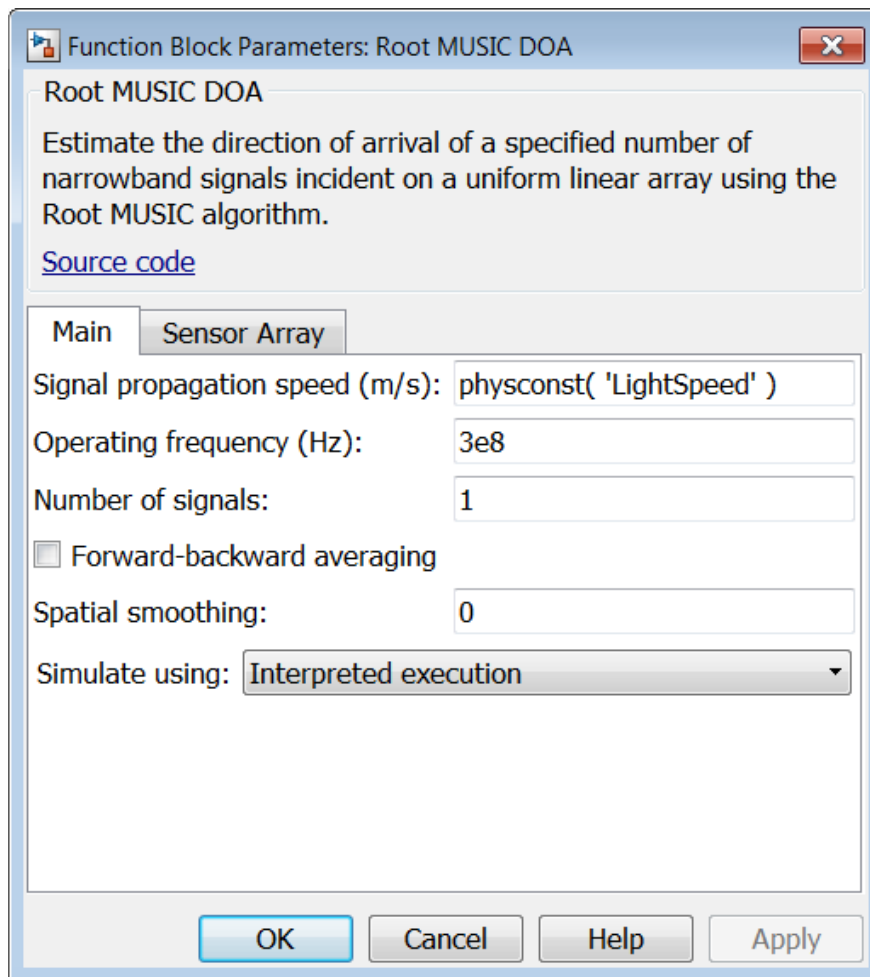 Function Block Parameters: Root MUSIC DOA
Root MUSIC DOA
Estimate the direction of arrival of a specified number of
narrowband signals incident on a uniform linear array using the
Root MUSIC algorithm.
Source code
Main Sensor Array
Signal propagation speed (m/s): physconst( 'LightSpeed' )
Operating frequency (Hz): 3e8
Number of signals: 1
Forward-backward averaging
Spatial smoothing: 0
Simulate using: Interpreted execution
OK Cancel Help Apply